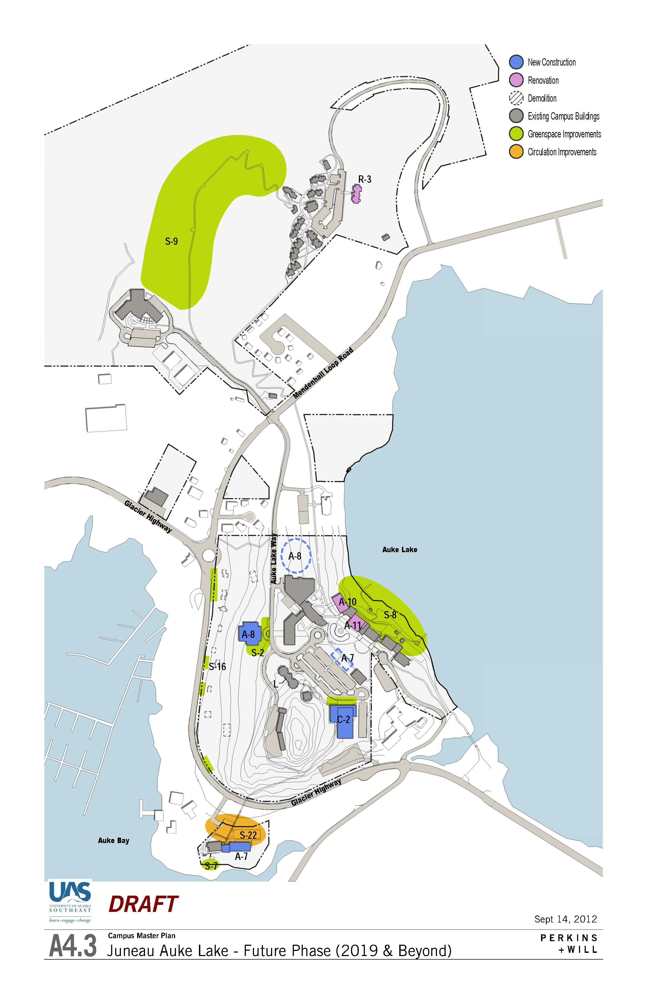 New Construction
Renovation
Demolition
Existing Campus Buildings
Greenspace Improvements
Circulation Improvements
R-3
S-9
Mendenhall Loop Road
Glacier Highway
Auke Lake Way
A-8
Auke Lake
A-10
S-8
A-11
A-8
S-2
A-7
S-16
L
C-2
Glacier Highway
S-22
Auke Bay
A-7
S-7
UAS
UNIVERSITY OF ALASKA
SOUTHEAST
learn • engage • change
DRAFT
Sept 14, 2012
A4.3
Campus Master Plan
Juneau Auke Lake - Future Phase (2019 & Beyond)
PERKINS
+WILL